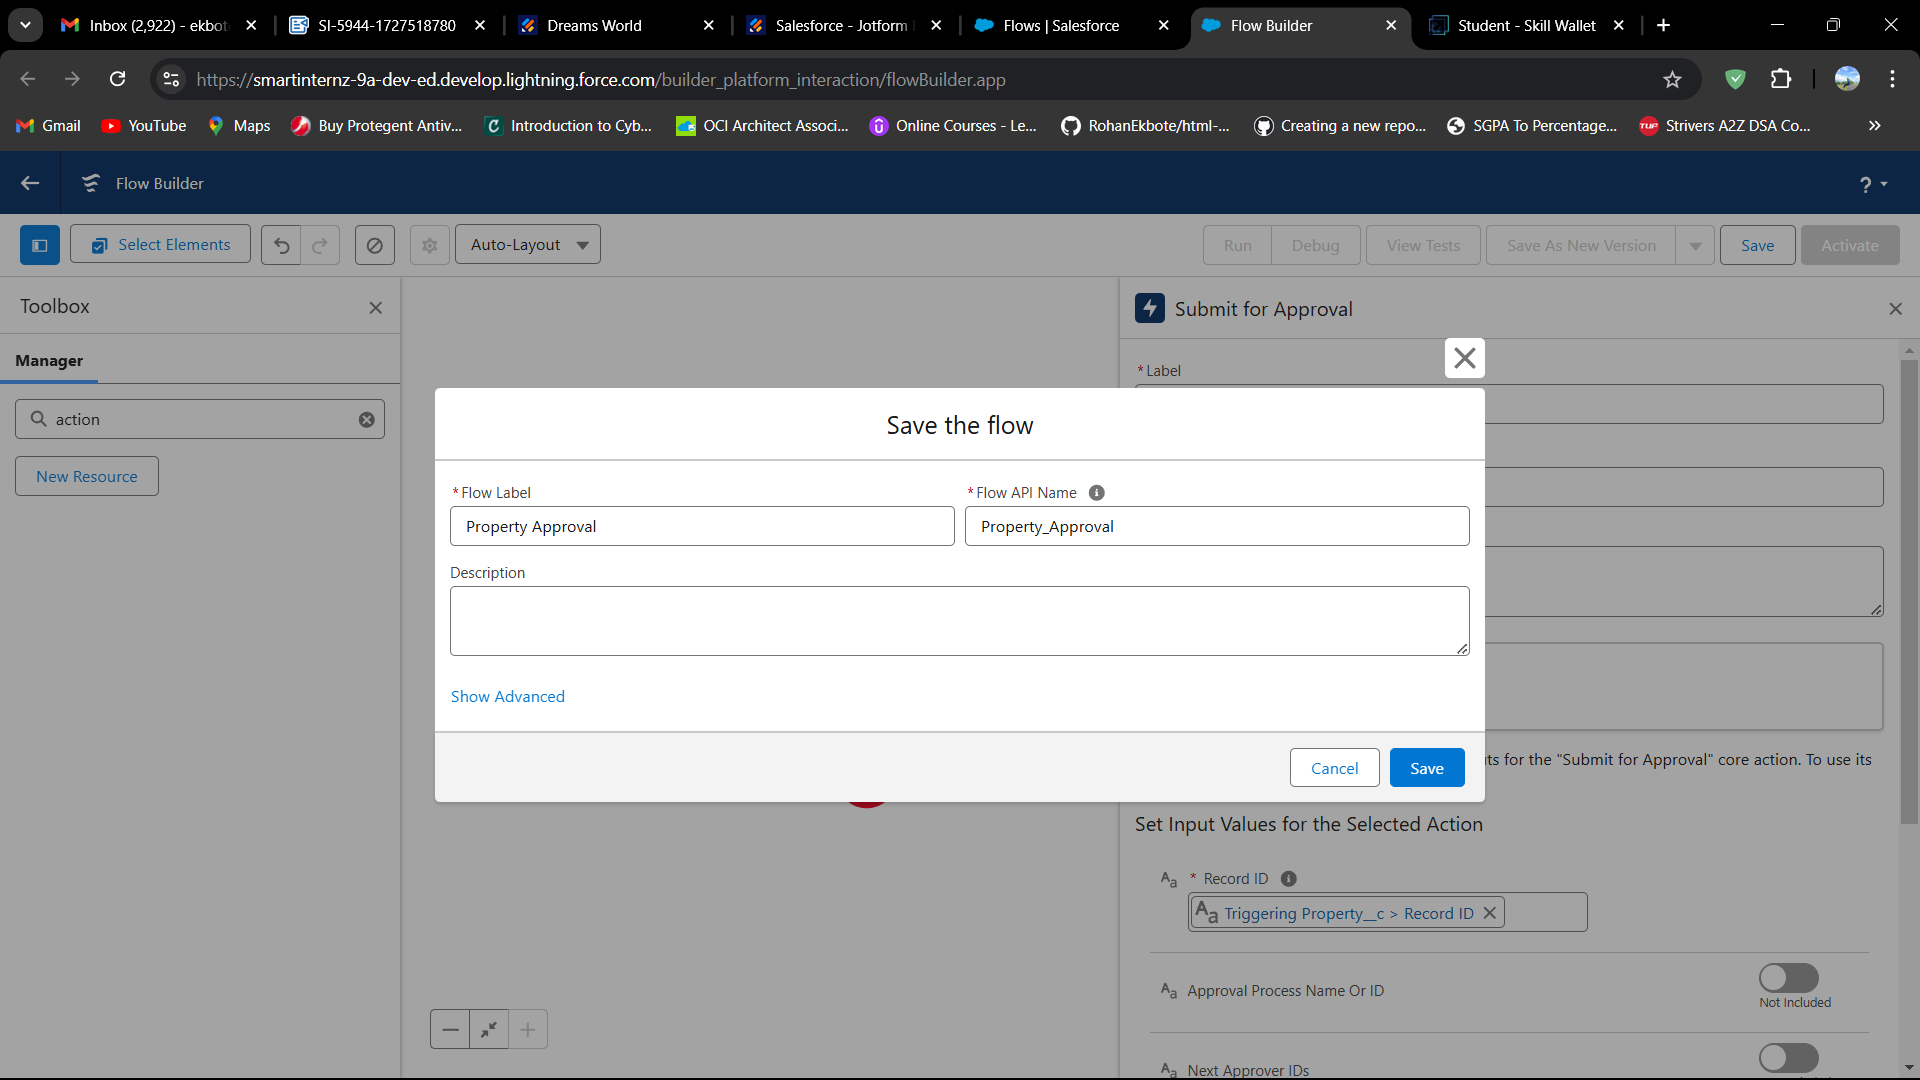 Inbox (2,922) - ekbot
SI-5944-1727518780
Dreams World
Salesforce - Jotform
Flows | Salesforce
Flow Builder
Student - Skill Wallet
https://smartinternz-9a-dev-ed.develop.lightning.force.com/builder_platform_interaction/flowBuilder.app
Gmail
YouTube
Maps
Buy Protegent Antiv...
Introduction to Cyb...
OCI Architect Associ...
Online Courses - Le...
RohanEkbote/html-...
Creating a new repo...
SGPA To Percentage...
TUF
Strivers A2Z DSA Co...
»
Flow Builder
?
Select Elements
Auto-Layout
Run
Debug
View Tests
Save As New Version
Save
Activate
Toolbox
Manager
action
New Resource
Submit for Approval
* Label
Save the flow
* Flow Label
Property Approval
* Flow API Name
Property_Approval
Description
Show Advanced
Cancel
Save
ts for the "Submit for Approval" core action. To use its
Set Input Values for the Selected Action
Aa * Record ID
Aa Triggering Property__c > Record ID
Aa Approval Process Name Or ID
Not Included
Aa Next Approver IDs